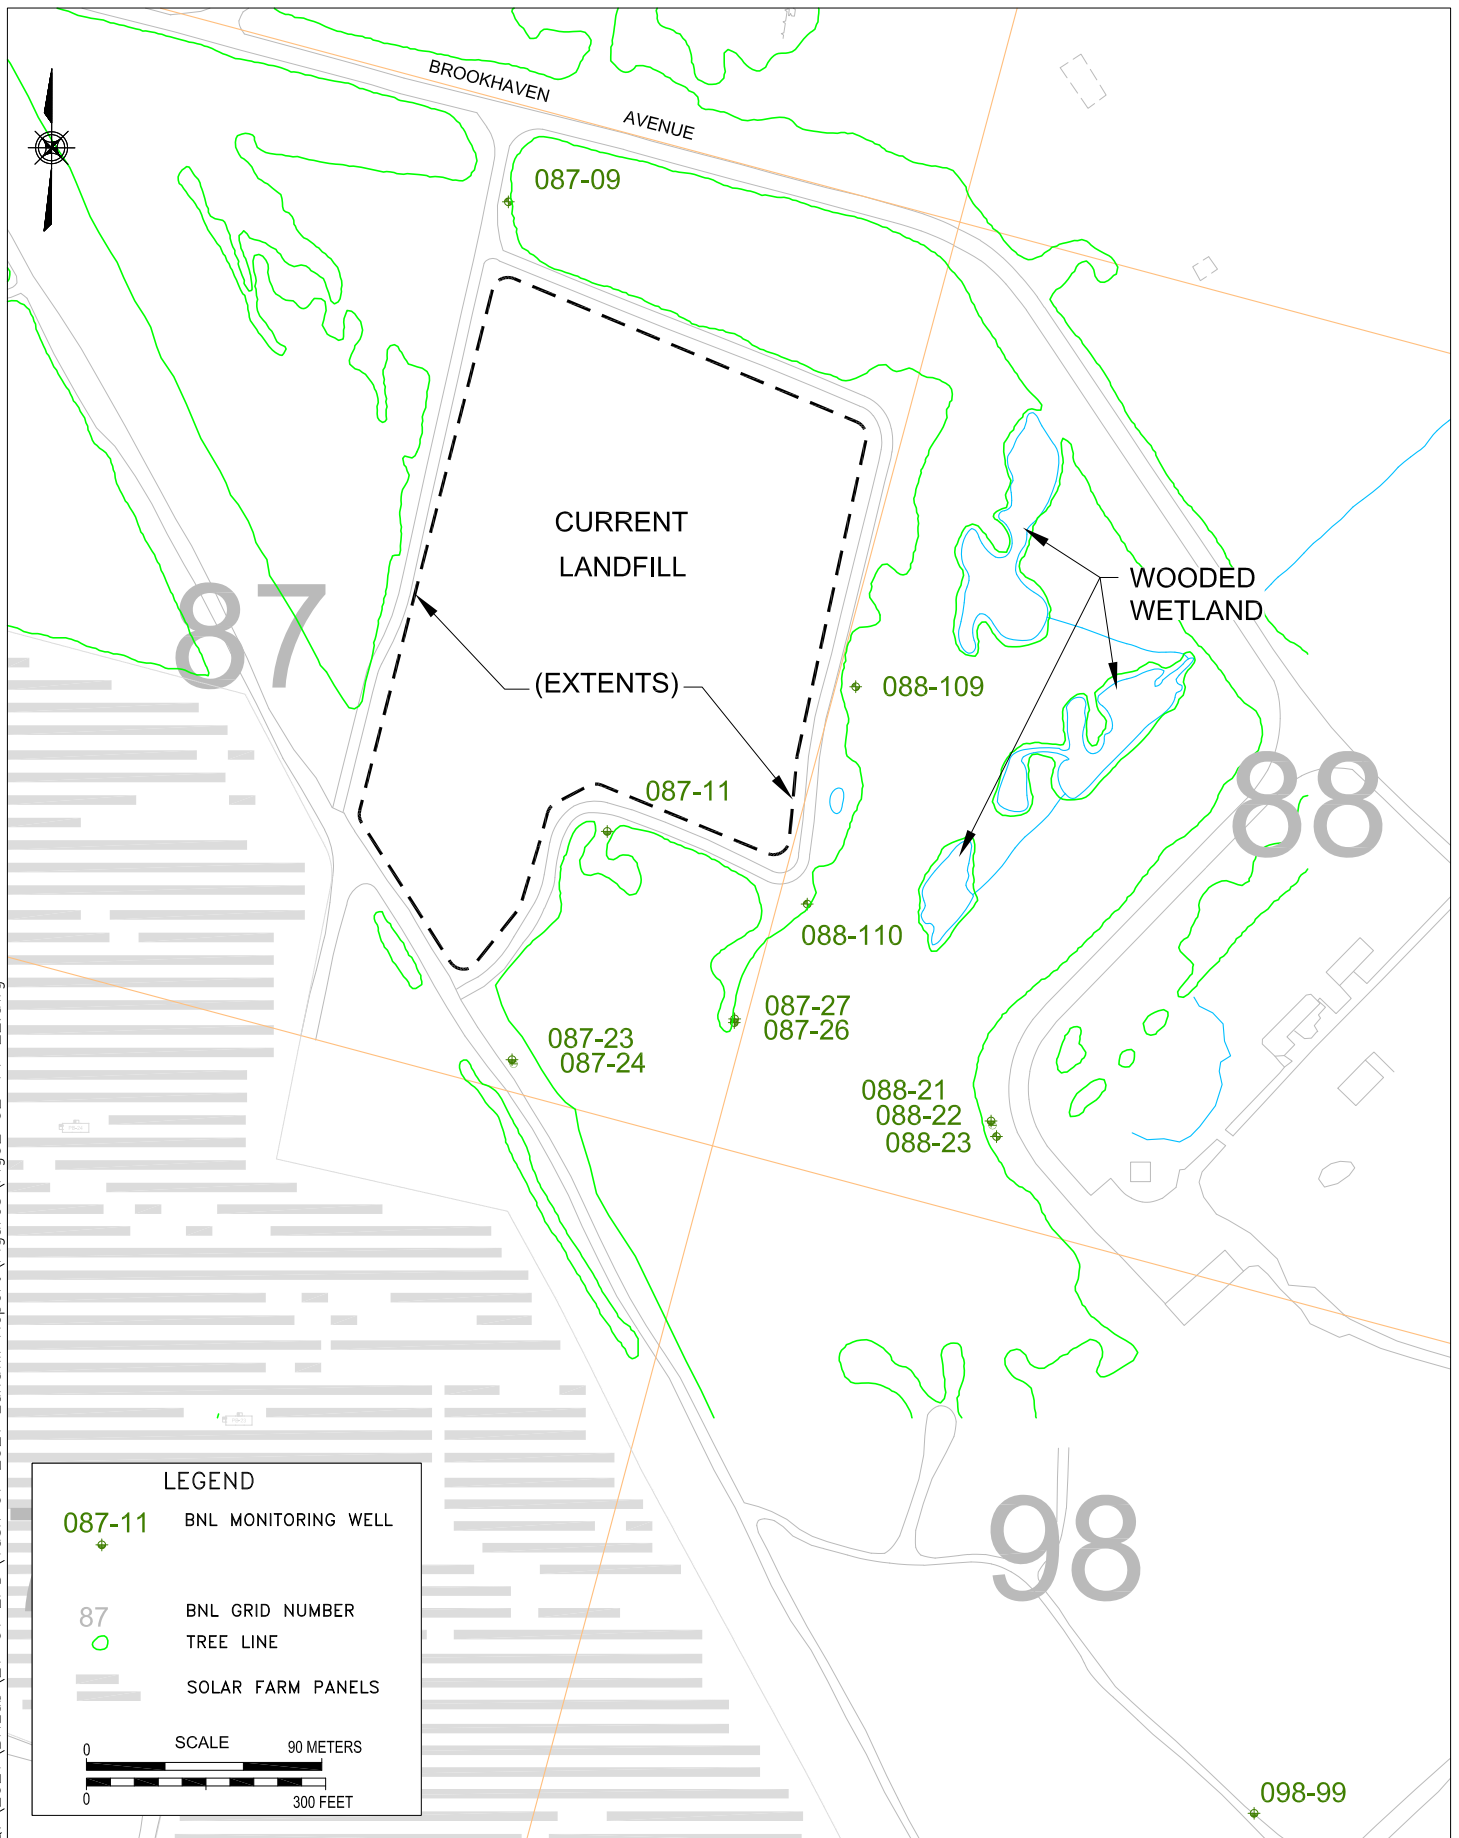 BROOKHAVEN
AVENUE
087-09
CURRENT
LANDFILL
WOODED
WETLAND
87
(EXTENTS)
088-109
087-11
88
088-110
087-27
087-26
087-23
087-24
088-21
088-22
088-23
98
098-99
LEGEND
087-11
BNL MONITORING WELL
87
BNL GRID NUMBER
TREE LINE
SOLAR FARM PANELS
SCALE
0
90 METERS
0
300 FEET